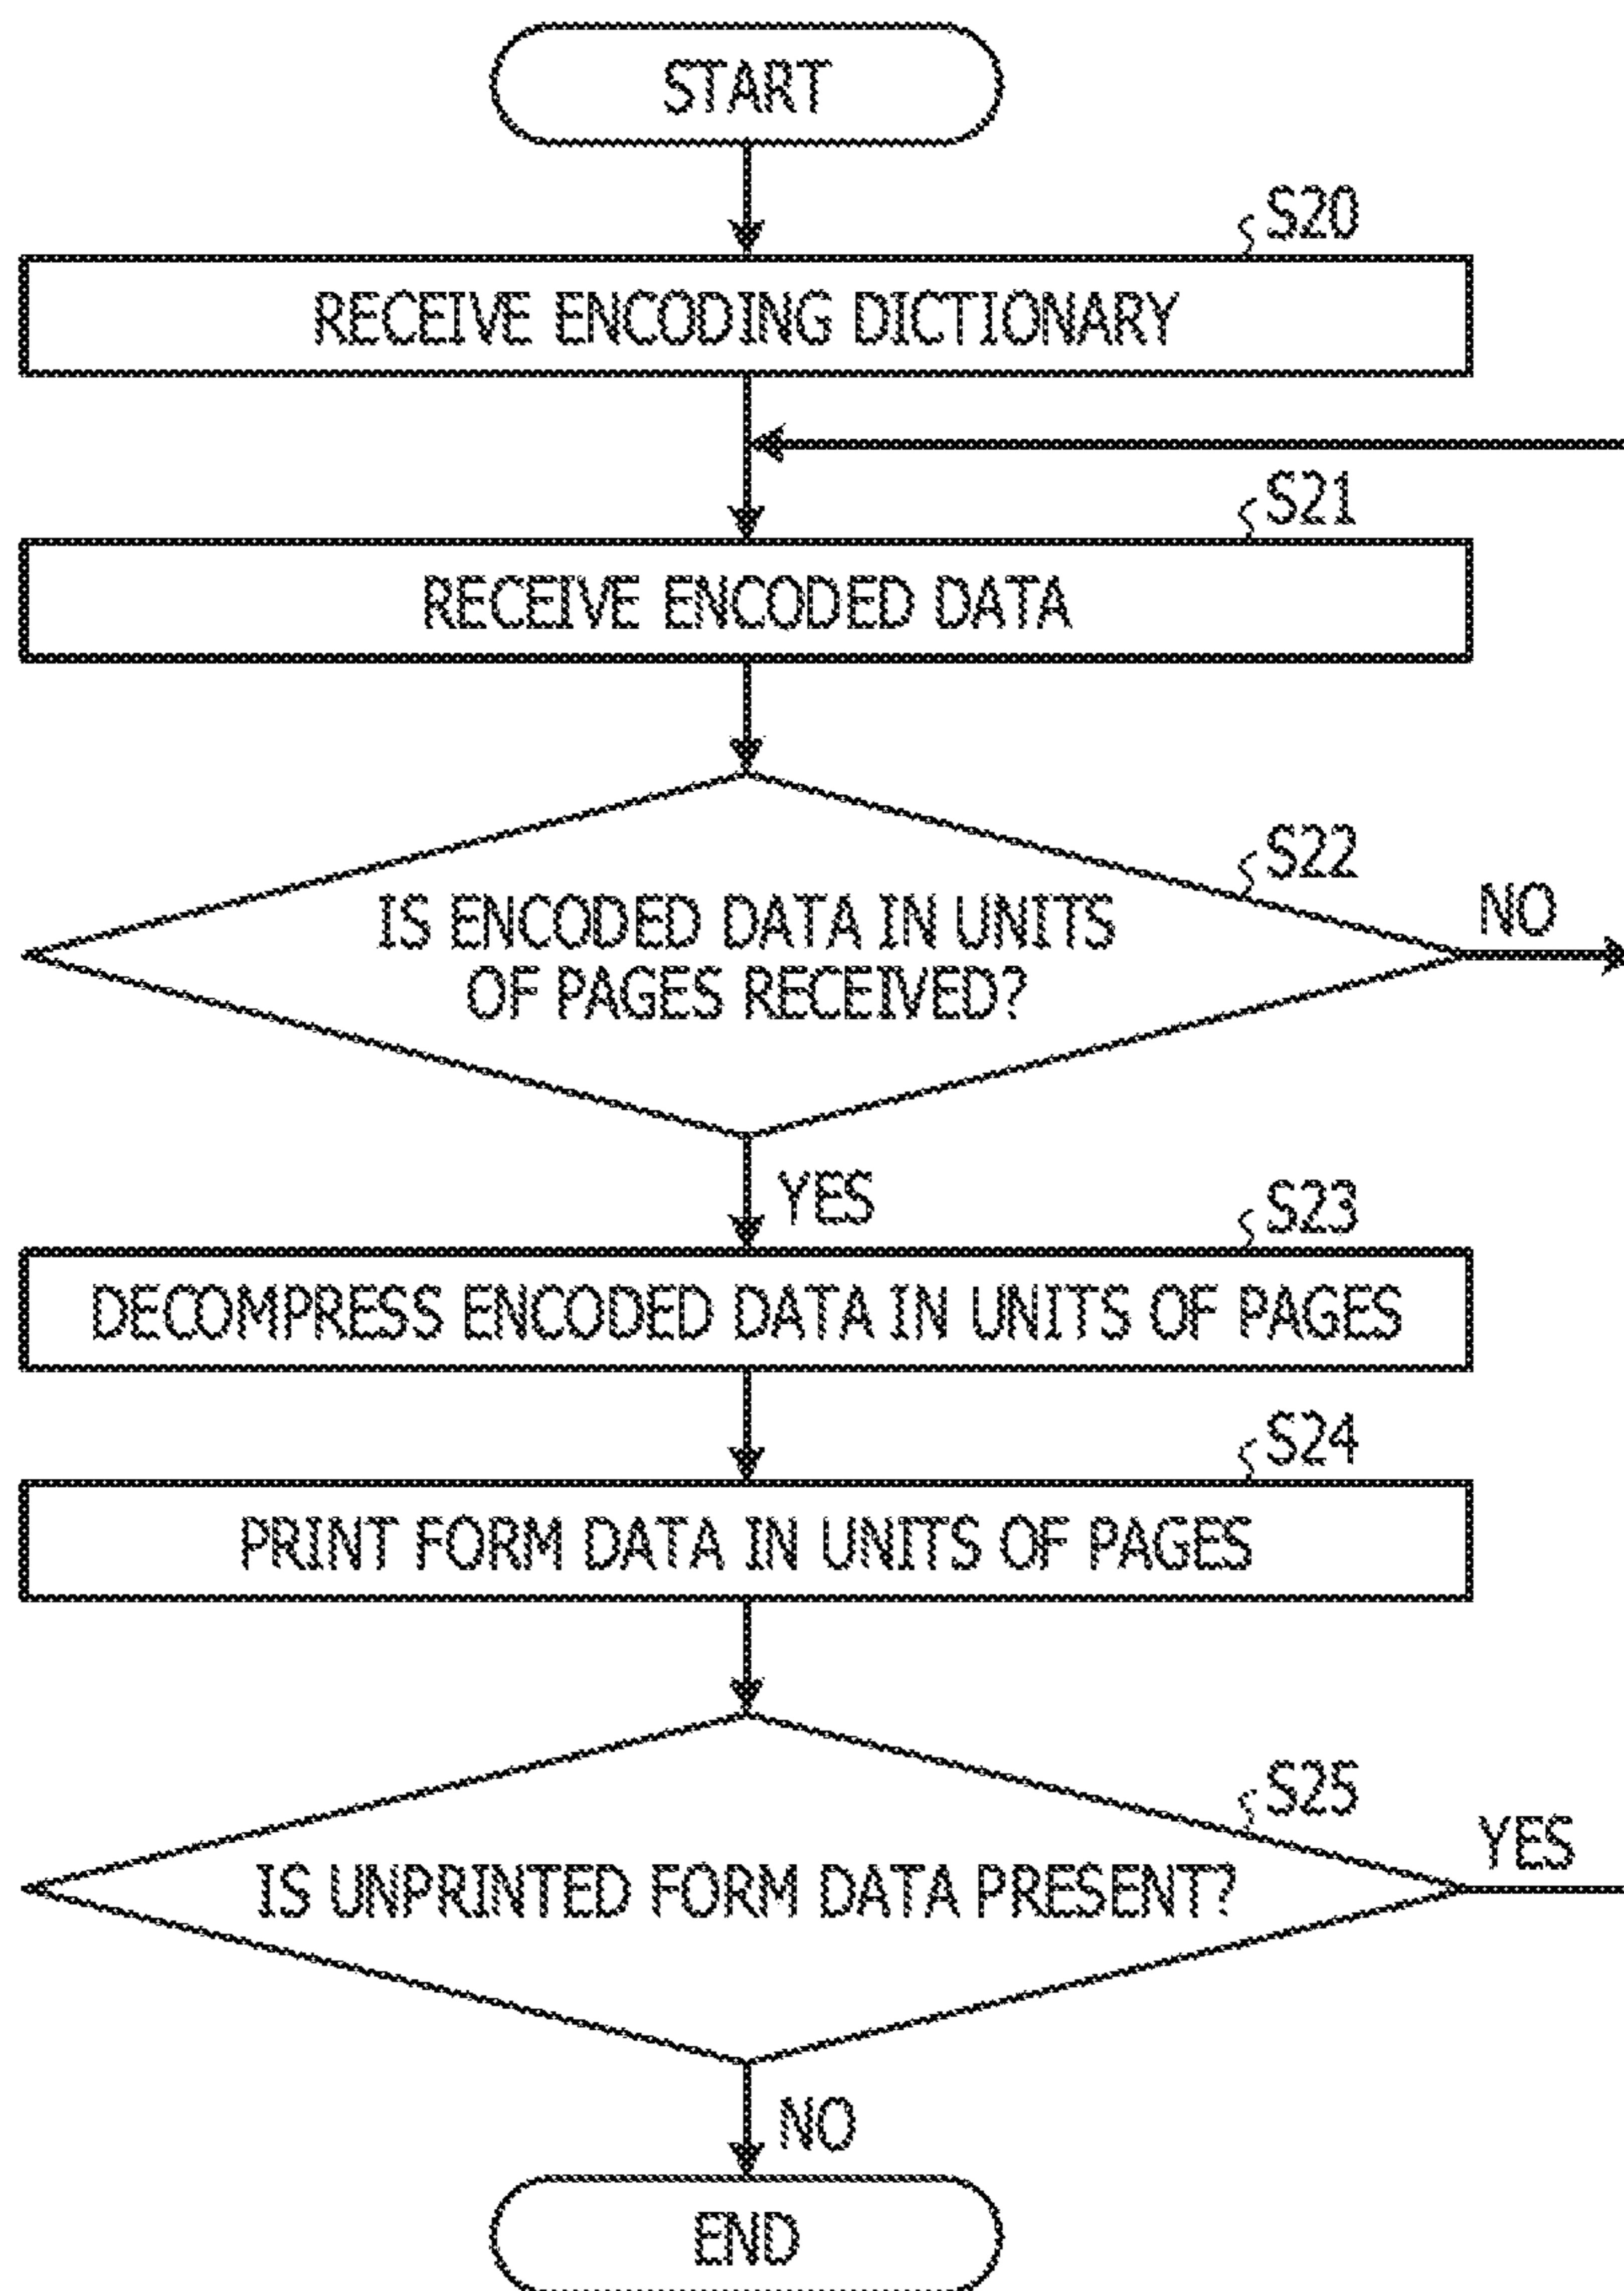 START
S20
RECEIVE ENCODING DICTIONARY
S21
RECEIVE ENCODED DATA
S22
IS ENCODED DATA IN UNITS
OF PAGES RECEIVED?
NO
YES
S23
DECOMPRESS ENCODED DATA IN UNITS OF PAGES
S24
PRINT FORM DATA IN UNITS OF PAGES
S25
IS UNPRINTED FORM DATA PRESENT?
YES
NO
END